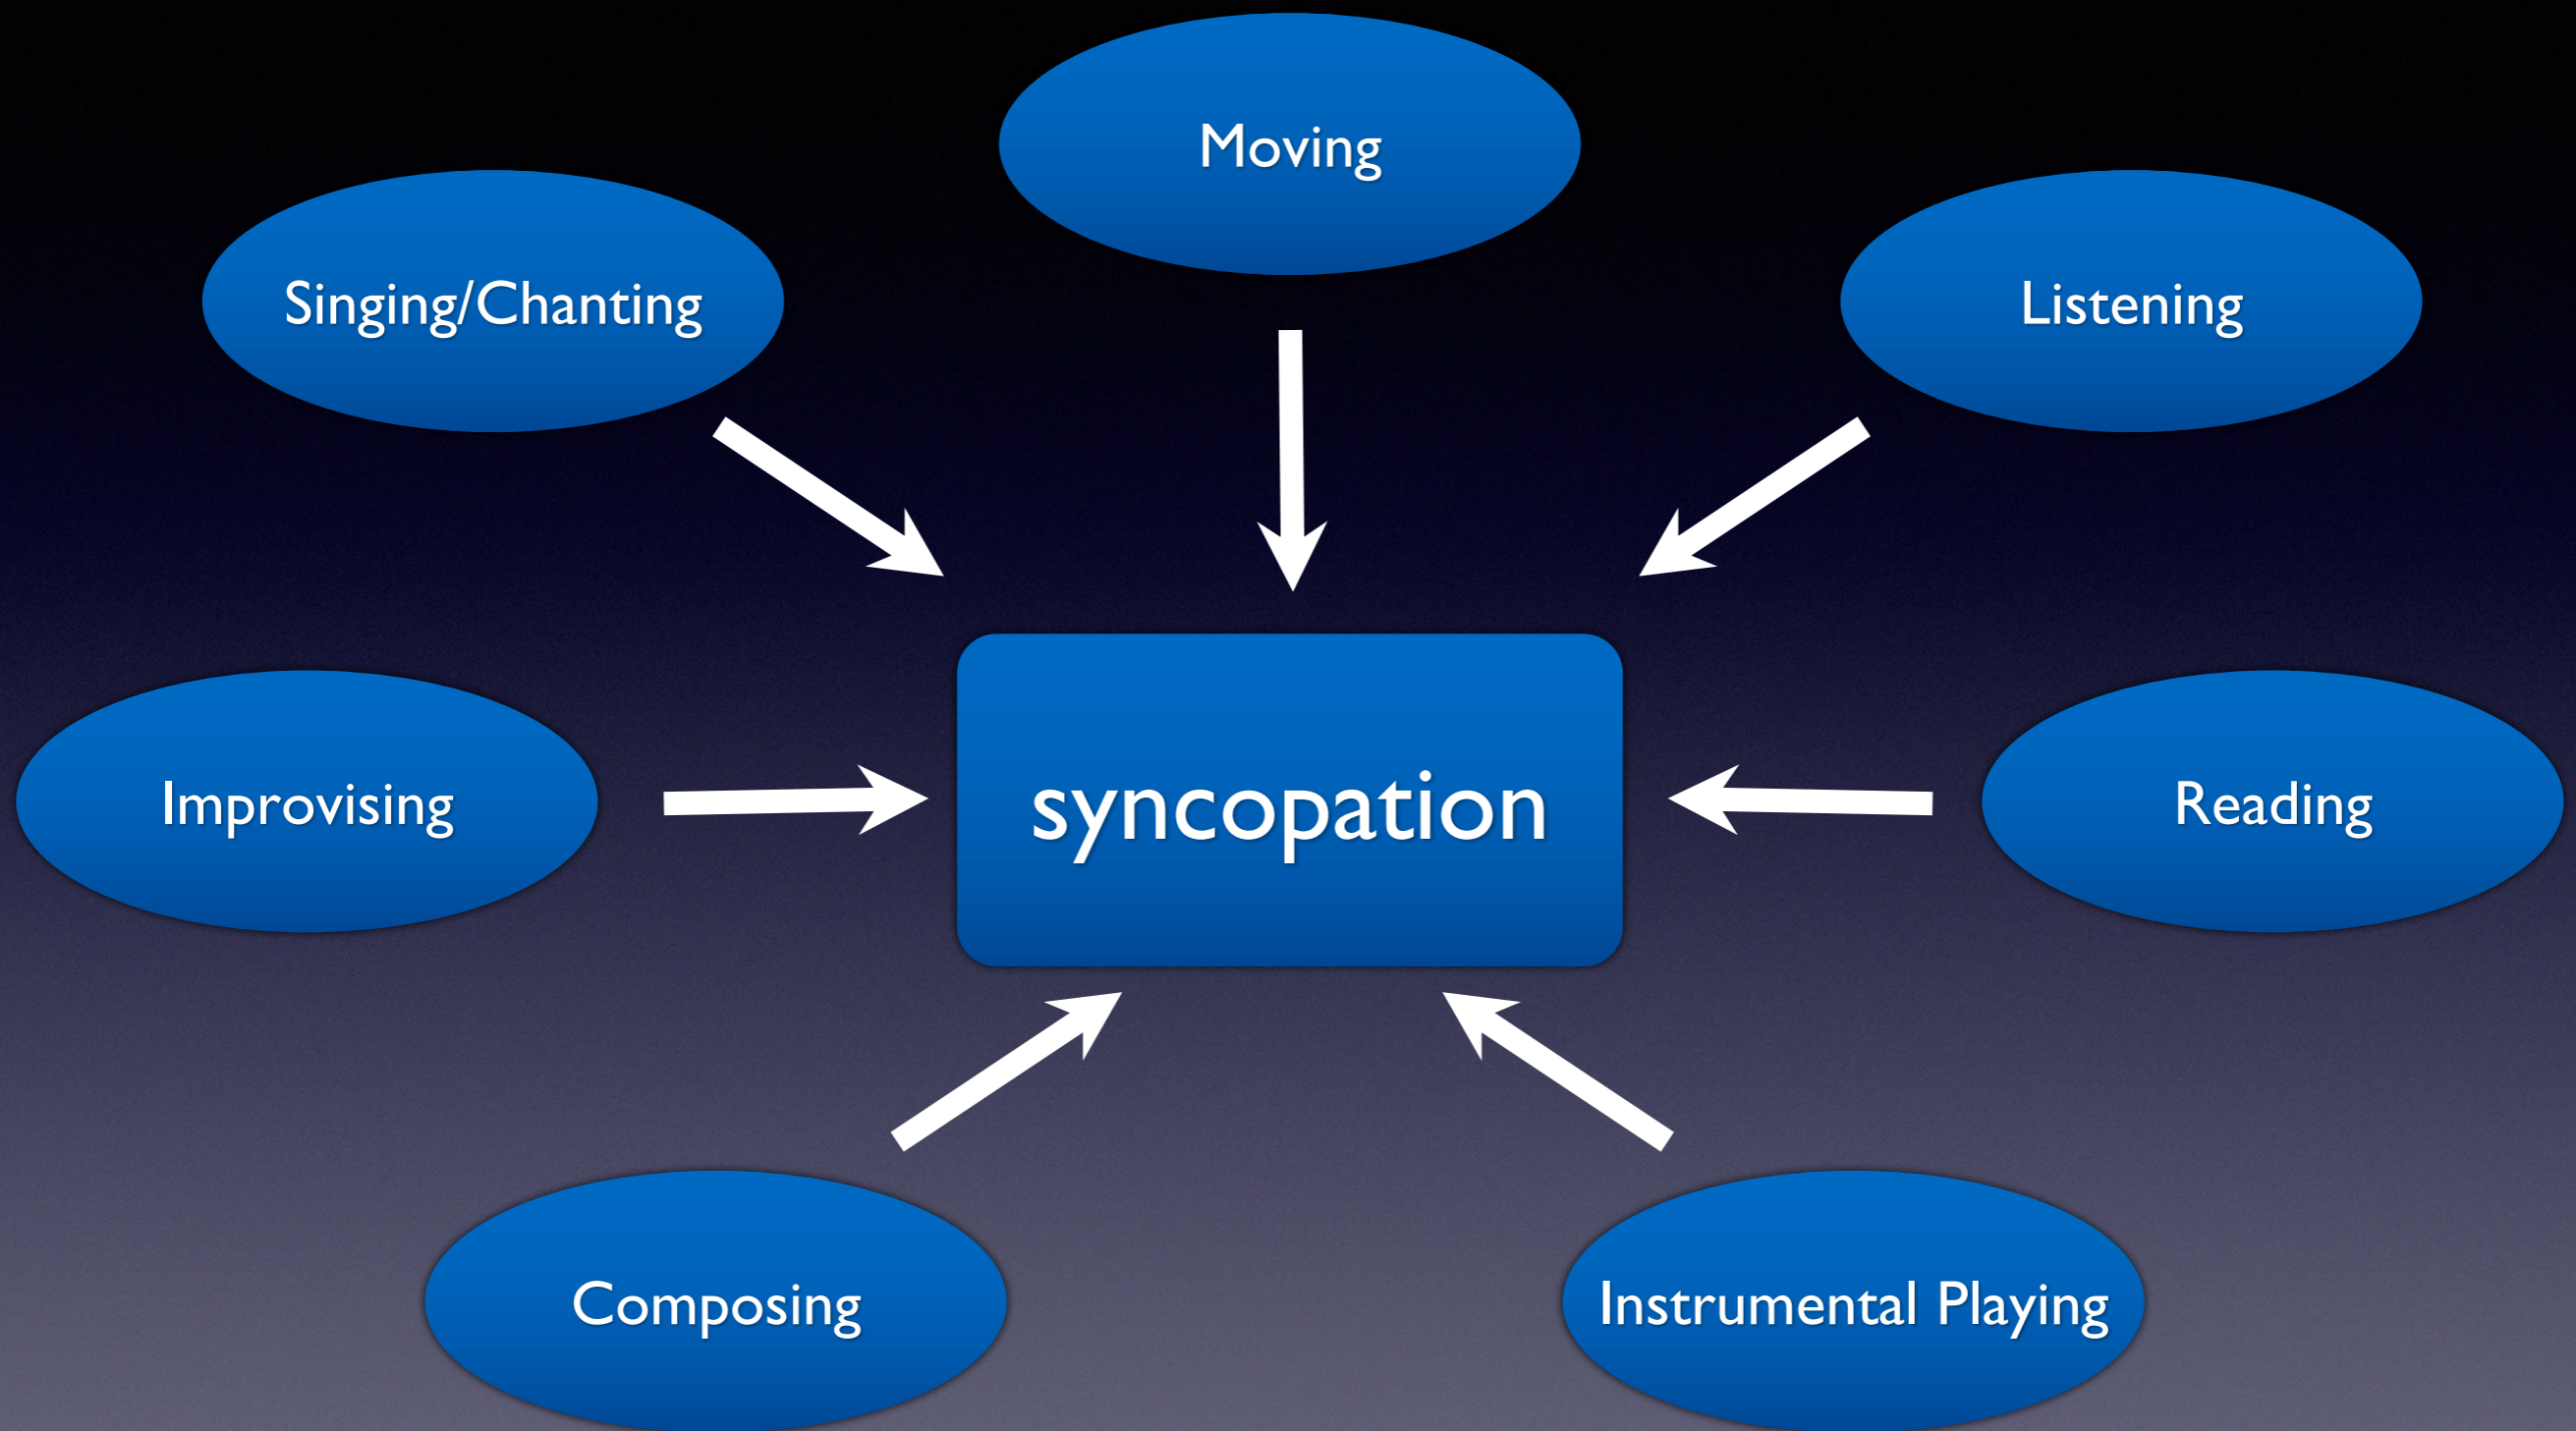 Moving
Singing/Chanting
Listening
Improvising
syncopation
Reading
Composing
Instrumental Playing